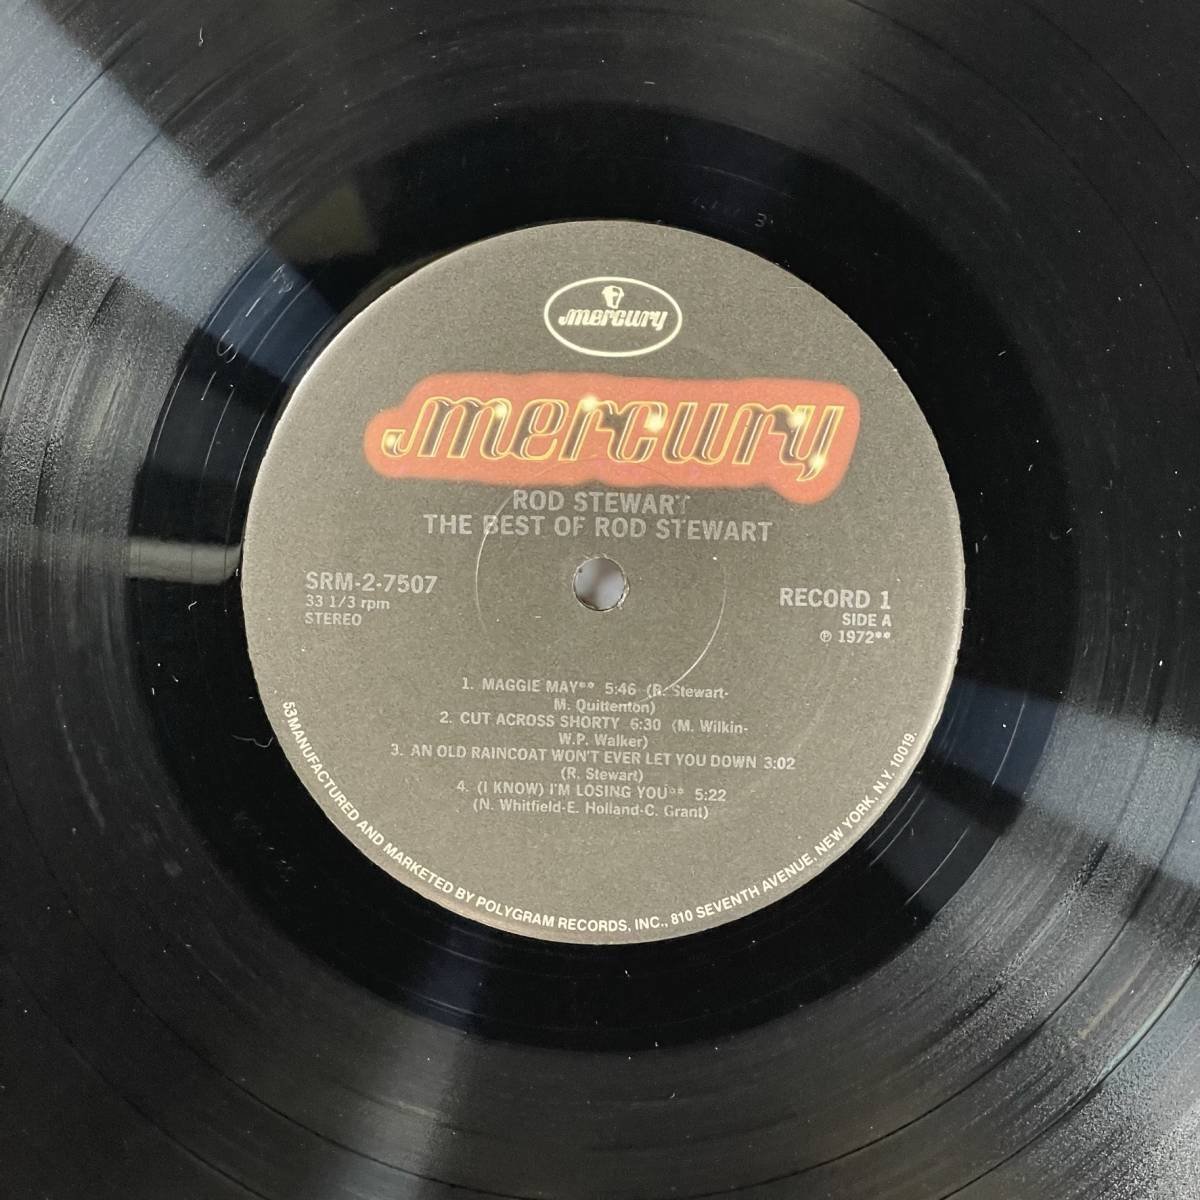 mercury
mercury
ROD STEWART
THE BEST OF ROD STEWART
SRM-2-7507
33 1/3 rpm
STEREO
RECORD 1
SIDE A
℗ 1972**
1. MAGGIE MAY** 5:46 (R. Stewart-
M. Quittenton)
2. CUT ACROSS SHORTY 6:30 (M. Wilkin-
W.P. Walker)
3. AN OLD RAINCOAT WON'T EVER LET YOU DOWN 3:02
(R. Stewart)
4. (I KNOW) I'M LOSING YOU** 5:22
(N. Whitfield-E. Holland-C. Grant)
53 MANUFACTURED AND MARKETED BY POLYGRAM RECORDS, INC., 810 SEVENTH AVENUE, NEW YORK, N.Y. 10019.